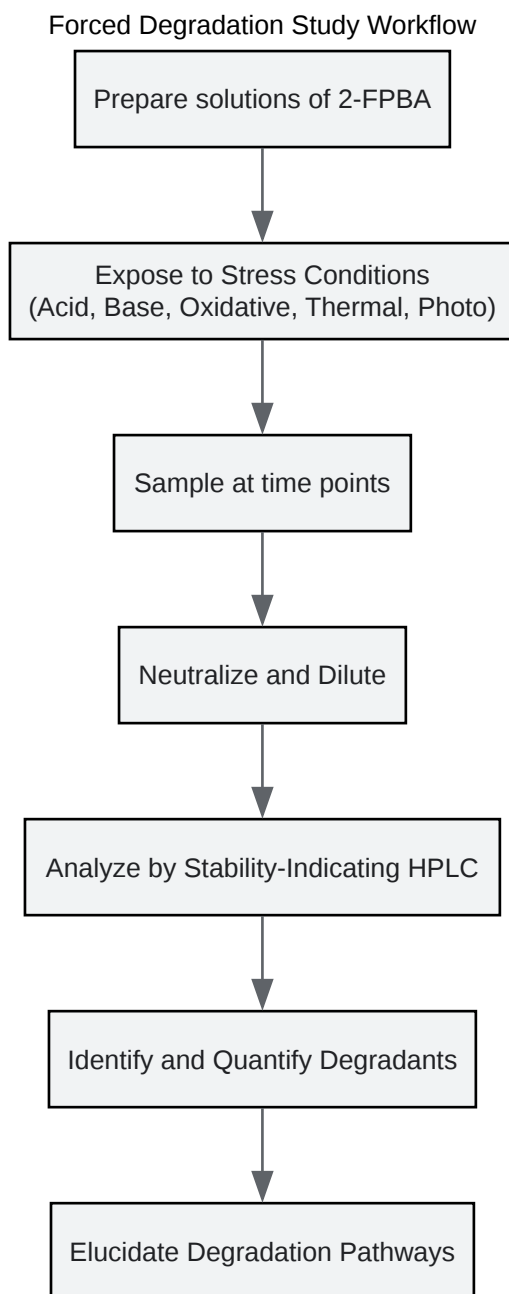 Forced Degradation Study Workflow
Prepare solutions of 2-FPBA
Expose to Stress Conditions
(Acid, Base, Oxidative, Thermal, Photo)
Sample at time points
Neutralize and Dilute
Analyze by Stability-Indicating HPLC
Identify and Quantify Degradants
Elucidate Degradation Pathways